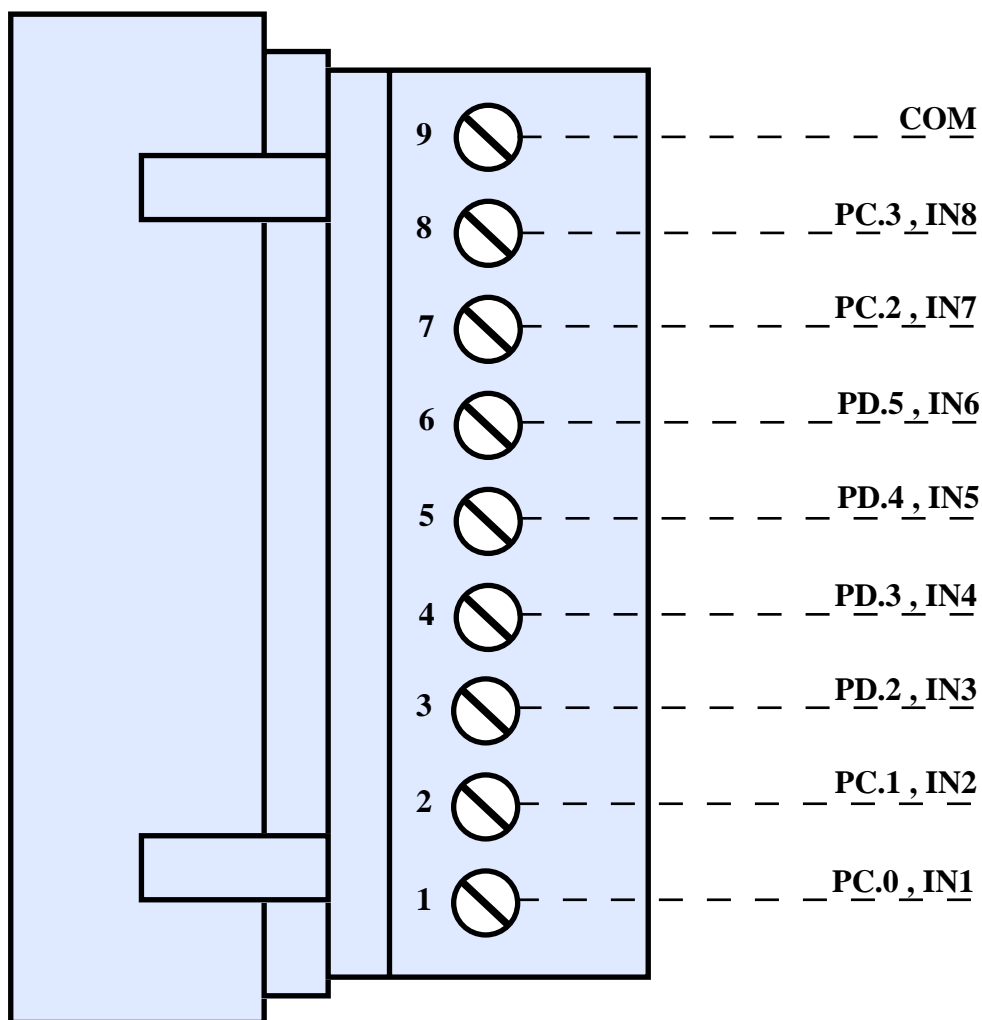 9 COM
8 PC.3 , IN8
7 PC.2 , IN7
6 PD.5 , IN6
5 PD.4 , IN5
4 PD.3 , IN4
3 PD.2 , IN3
2 PC.1 , IN2
1 PC.0 , IN1